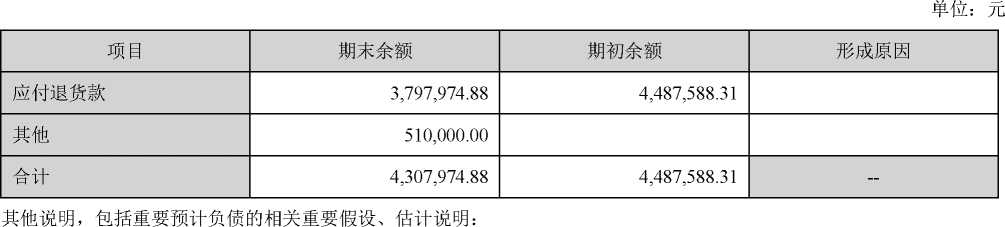 单位：元
项目 期末余额 期初余额 形成原因
应付退货款 3,797,974.88 4,487,588.31
其他 510,000.00
合计 4,307,974.88 4,487,588.31 --
其他说明，包括重要预计负债的相关重要假设、估计说明：